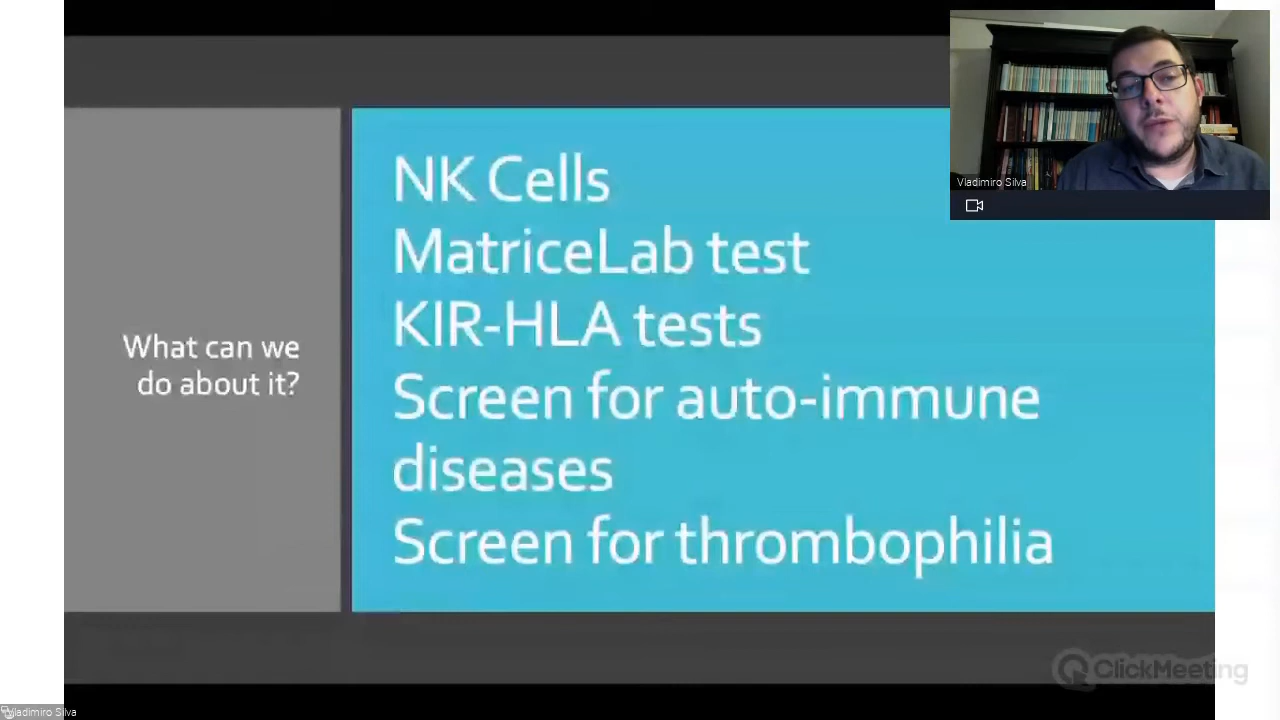 What can we
do about it?
NK Cells
MatriceLab test
KIR-HLA tests
Screen for auto-immune
diseases
Screen for thrombophilia
Vladimiro Silva
ClickMeeting
Vladimiro Silva